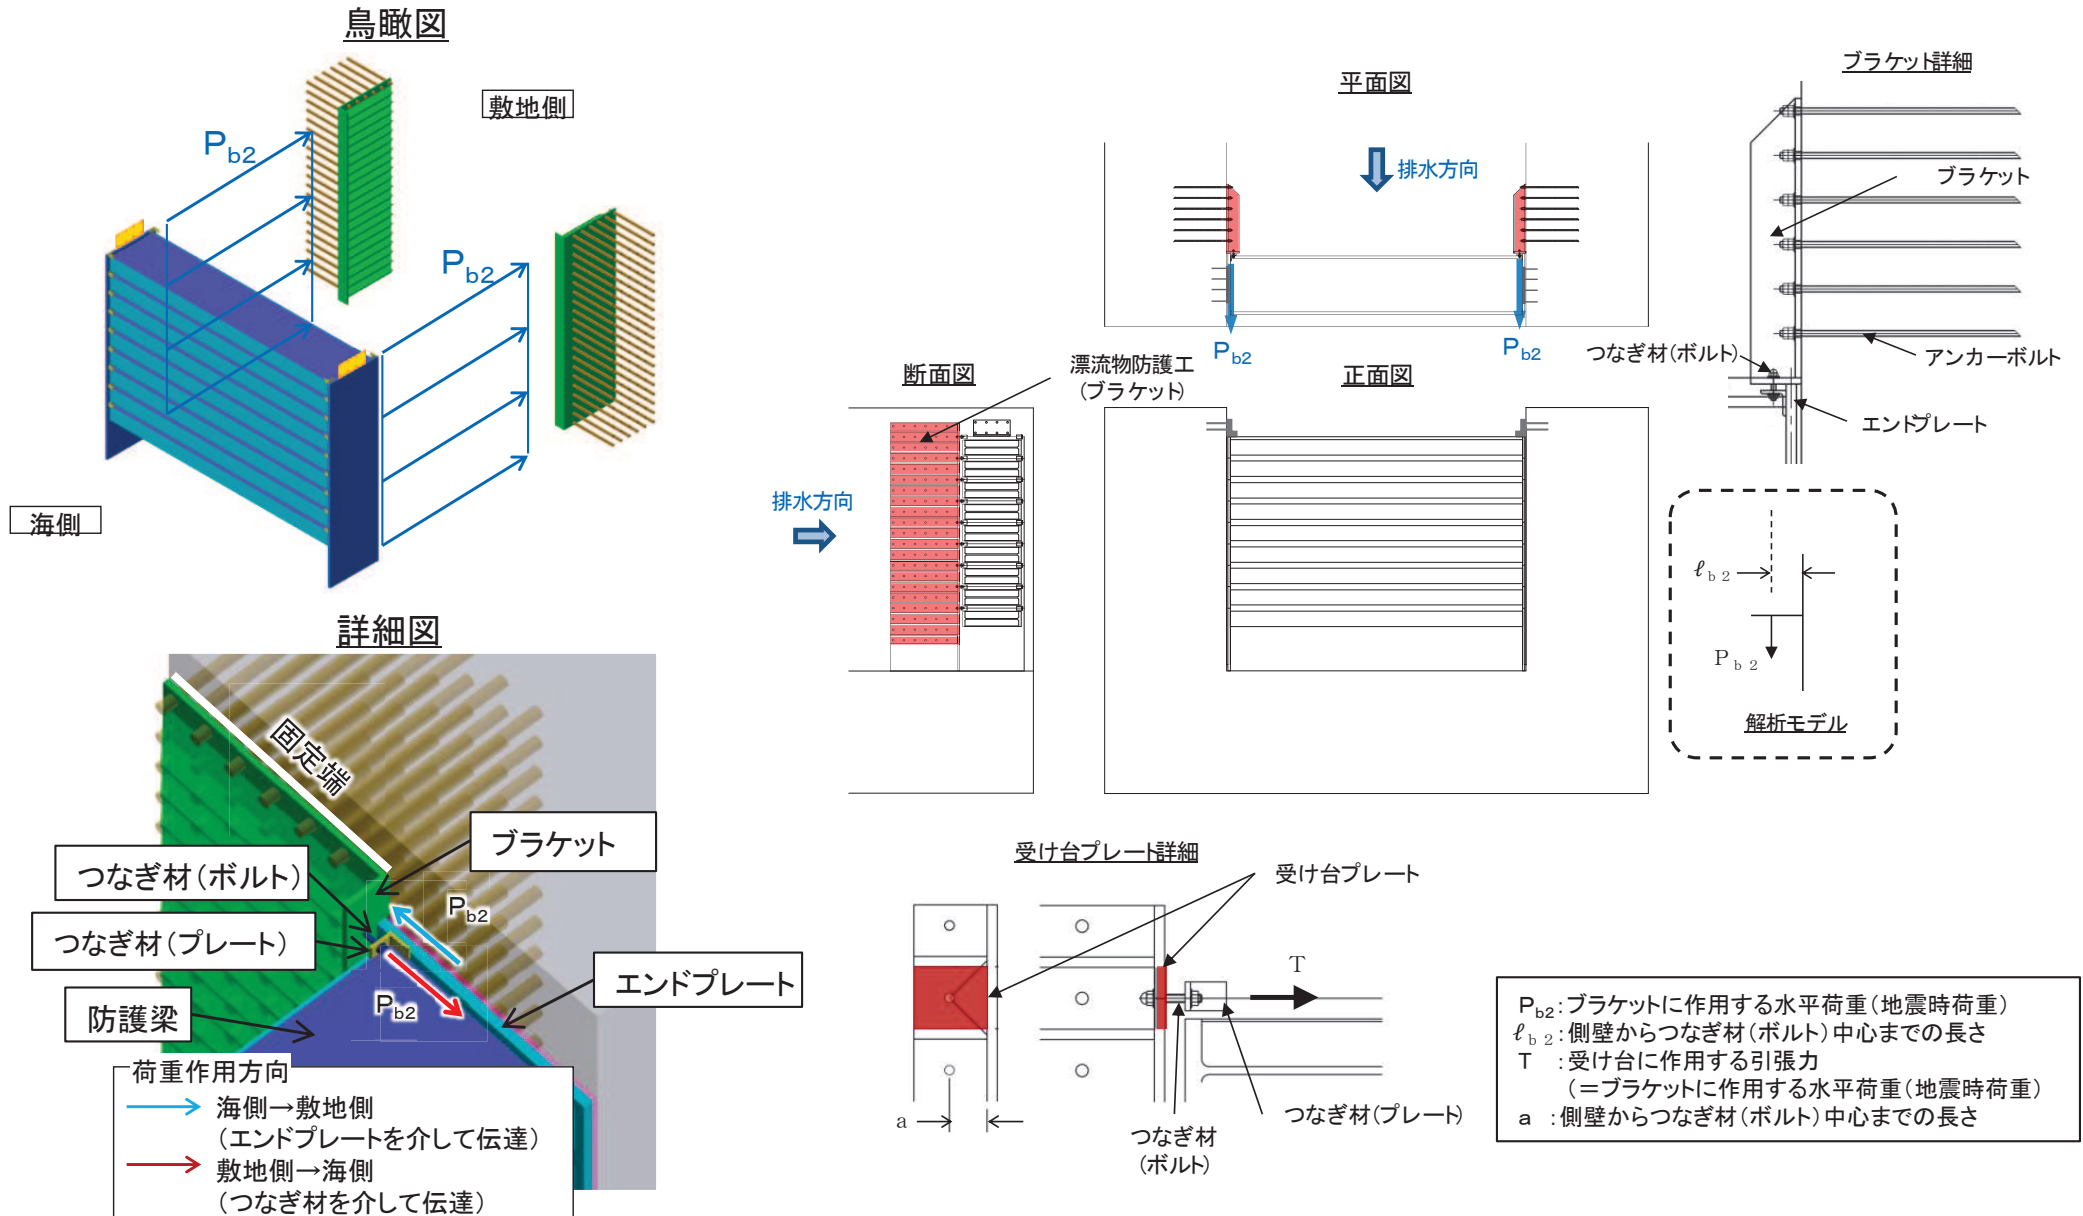 鳥瞰図
敷地側
Pb2
Pb2
海側
平面図
排水方向
Pb2
Pb2
ブラケット詳細
ブラケット
つなぎ材(ボルト)
アンカーボルト
エンドプレート
断面図
漂流物防護工
(ブラケット)
排水方向
正面図
ℓb2
Pb2
解析モデル
詳細図
固定端
ブラケット
つなぎ材(ボルト)
つなぎ材(プレート)
Pb2
Pb2
エンドプレート
防護梁
荷重作用方向
海側→敷地側
(エンドプレートを介して伝達)
敷地側→海側
(つなぎ材を介して伝達)
受け台プレート詳細
受け台プレート
T
a
つなぎ材
(ボルト)
つなぎ材(プレート)
Pb2:ブラケットに作用する水平荷重(地震時荷重)
ℓb2:側壁からつなぎ材(ボルト)中心までの長さ
T :受け台に作用する引張力
(=ブラケットに作用する水平荷重(地震時荷重)
a :側壁からつなぎ材(ボルト)中心までの長さ